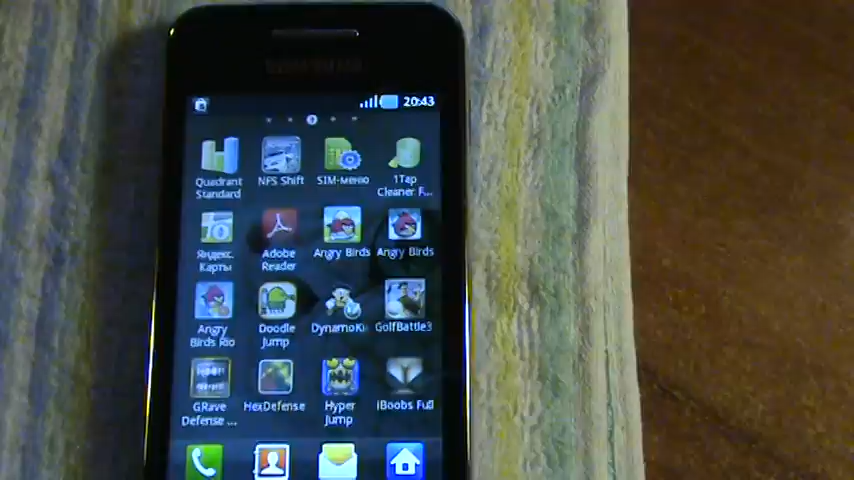 20:43
Quadrant
Standard
NFS Shift
SIM-меню
1Tap
Cleaner F...
Яндекс.
Карты
Adobe
Reader
Angry Birds
Angry Birds
Angry
Birds Rio
Doodle
Jump
DynamoKi
GolfBattle3
GRave
Defense ...
HexDefense
Hyper
Jump
iBoobs Full